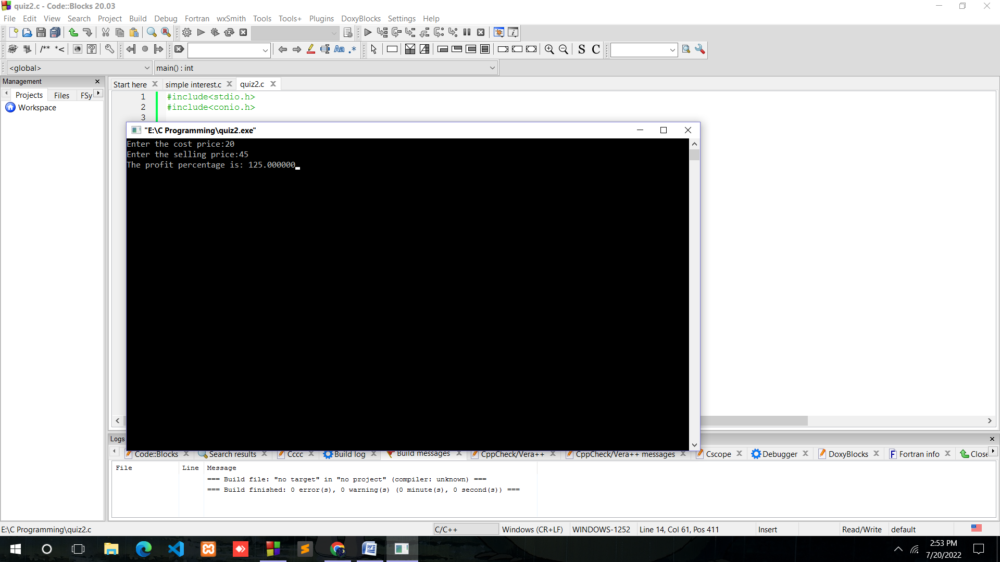 quiz2.c - Code::Blocks 20.03
File Edit View Search Project Build Debug Fortran wxSmith Tools Tools+ Plugins DoxyBlocks Settings Help
/** *< Aa .* S C
<global> main() : int
Management
Projects Files FSy
Workspace
Start here simple interest.c quiz2.c
1 #include<stdio.h>
2 #include<conio.h>
3
"E:\C Programming\quiz2.exe"
Enter the cost price:20
Enter the selling price:45
The profit percentage is: 125.000000
Logs
Code::Blocks Search results Cccc Build log Build messages CppCheck/Vera++ CppCheck/Vera++ messages Cscope Debugger DoxyBlocks Fortran info Close
File Line Message
=== Build file: "no target" in "no project" (compiler: unknown) ===
=== Build finished: 0 error(s), 0 warning(s) (0 minute(s), 0 second(s)) ===
E:\C Programming\quiz2.c C/C++ Windows (CR+LF) WINDOWS-1252 Line 14, Col 61, Pos 411 Insert Read/Write default
2:53 PM
7/20/2022